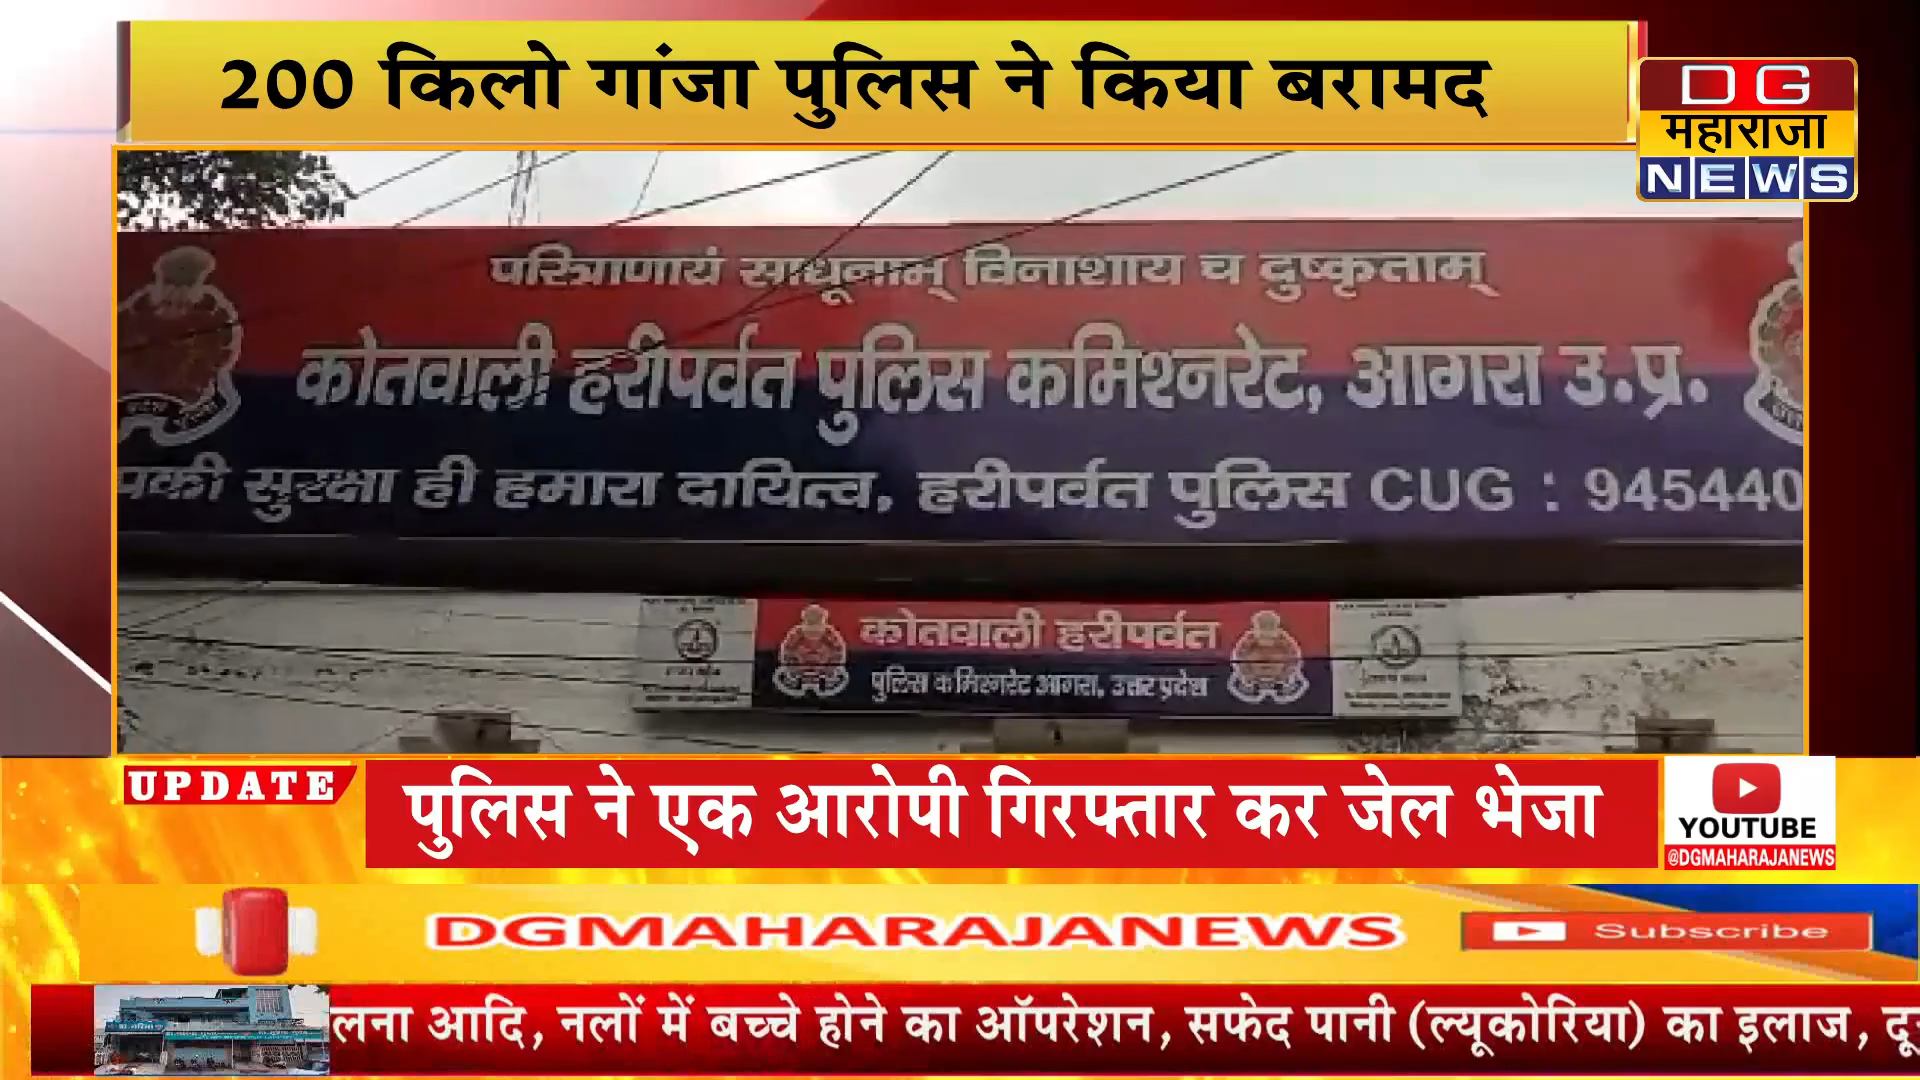 200 किलो गांजा पुलिस ने किया बरामद
DG
महाराजा
NEWS
परित्राणायं साधूनाम् विनाशाय च दुष्कृताम्
कोतवाली हरीपर्वत पुलिस कमिश्नरेट, आगरा उ.प्र.
पकी सुरक्षा ही हमारा दायित्व, हरीपर्वत पुलिस CUG : 945440
कोतवाली हरीपर्वत
पुलिस कमिश्नरेट आगरा, उत्तर प्रदेश
UPDATE
पुलिस ने एक आरोपी गिरफ्तार कर जेल भेजा
YOUTUBE
@DGMAHARAJANEWS
DGMAHARAJANEWS
Subscribe
लना आदि, नलों में बच्चे होने का ऑपरेशन, सफेद पानी (ल्यूकोरिया) का इलाज, दू